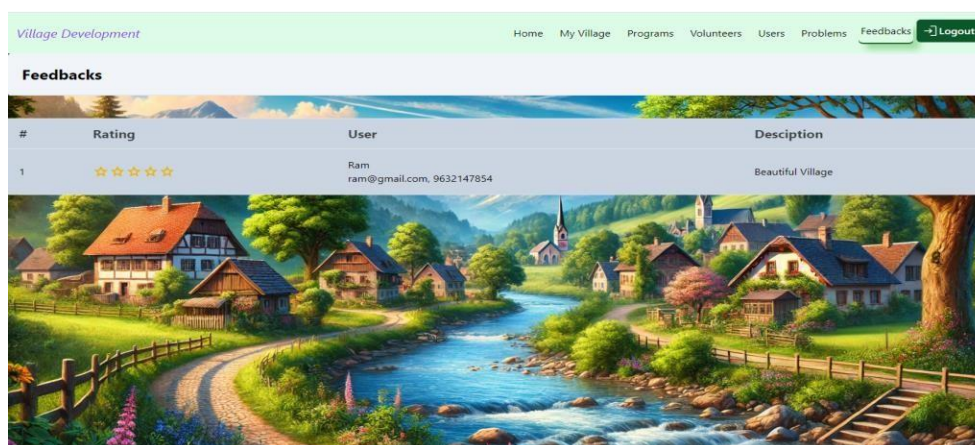 Village Development
Home My Village Programs Volunteers Users Problems Feedbacks Logout
Feedbacks
# Rating User Desciption
1 Ram
ram@gmail.com, 9632147854 Beautiful Village